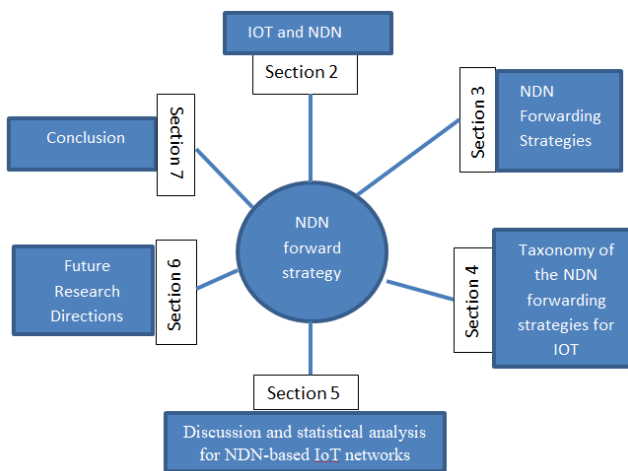 IOT and NDN
Section 2
Section 3
NDN
Forwarding
Strategies
Conclusion
Section 7
NDN
forward
strategy
Future
Research
Directions
Section 6
Section 4
Taxonomy of
the NDN
forwarding
strategies for
IOT
Section 5
Discussion and statistical analysis
for NDN-based IoT networks